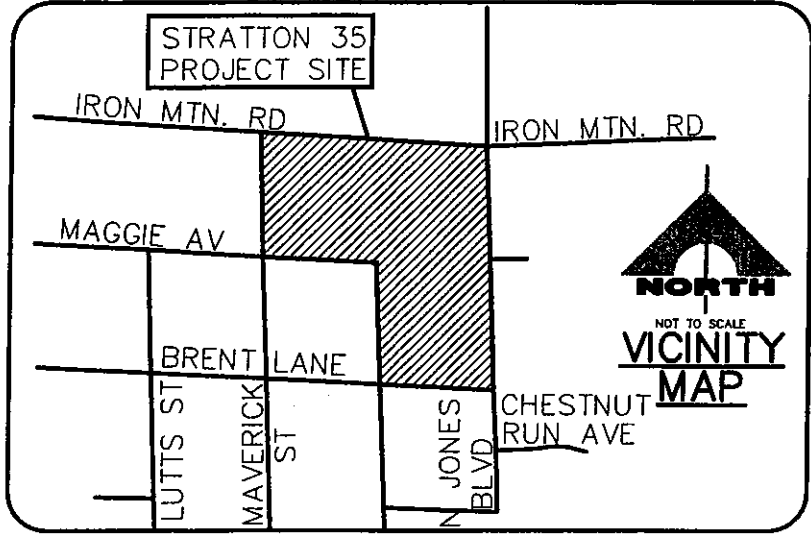 STRATTON 35
PROJECT SITE
IRON MTN. RD
IRON MTN. RD
MAGGIE AV
NORTH
NOT TO SCALE
VICINITY
MAP
BRENT LANE
LUTTS ST
MAVERICK
ST
N JONES
BLVD
CHESTNUT
RUN AVE